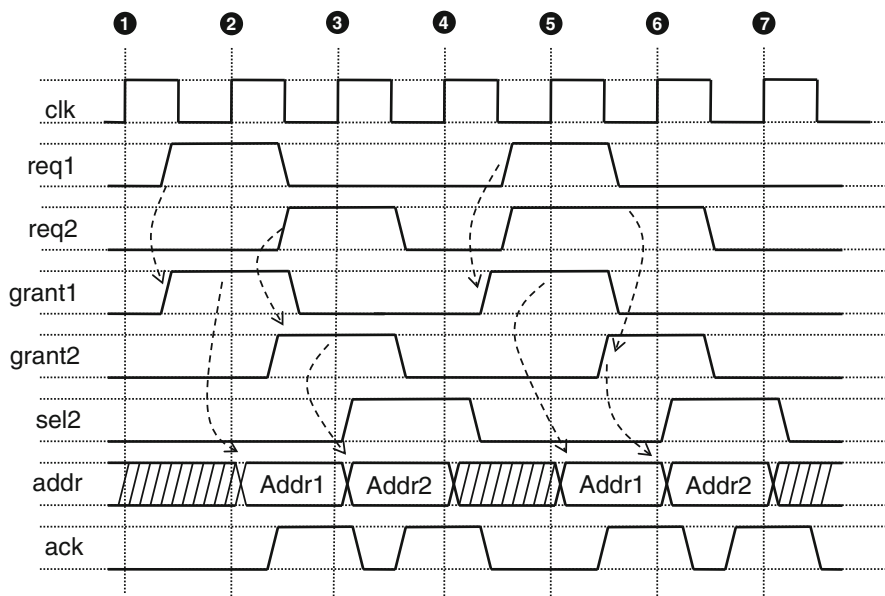 1 2 3 4 5 6 7
clk
req1
req2
grant1
grant2
sel2
addr Addr1 Addr2 Addr1 Addr2
ack